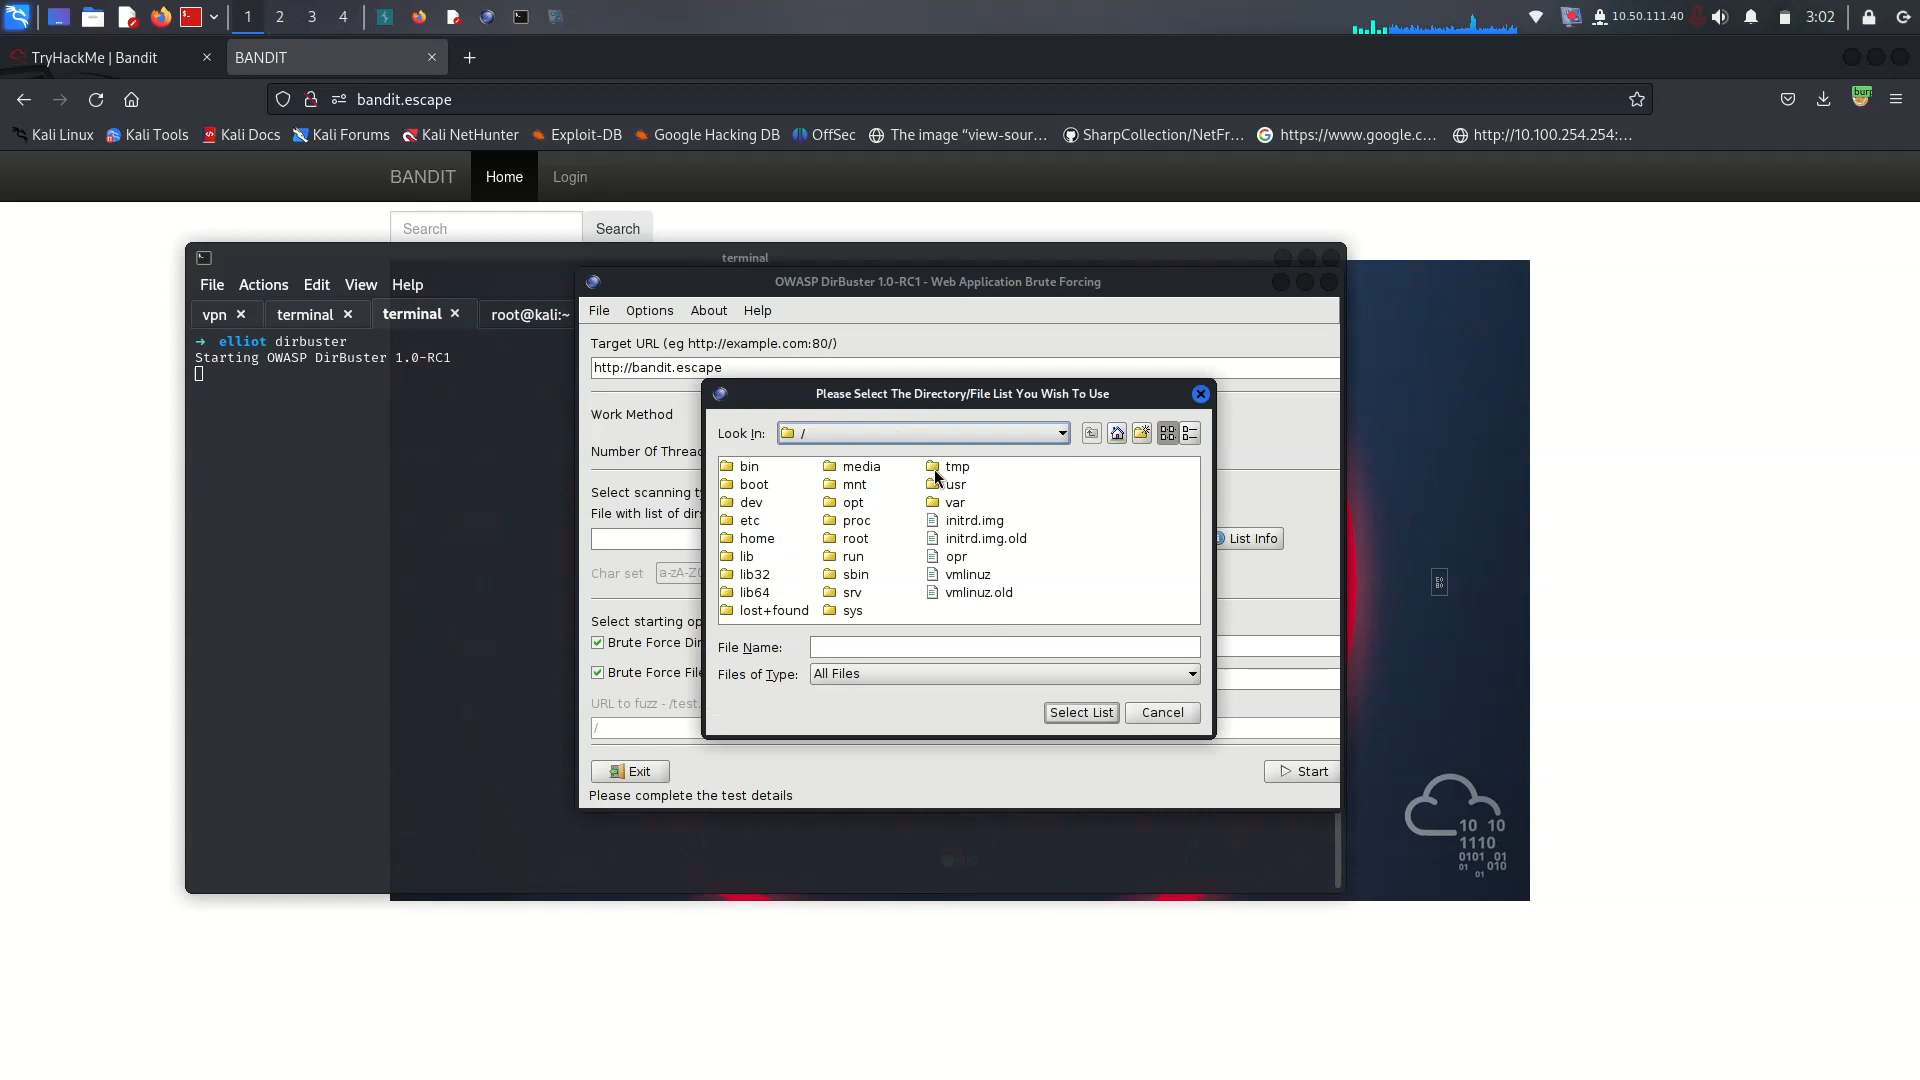 1 2 3 4 10.50.111.40 3:02
TryHackMe | Bandit BANDIT
bandit.escape
Kali Linux Kali Tools Kali Docs Kali Forums Kali NetHunter Exploit-DB Google Hacking DB OffSec The image “view-sour... SharpCollection/NetFr... https://www.google.c... http://10.100.254.254:...
BANDIT Home Login
Search Search
terminal
File Actions Edit View Help
OWASP DirBuster 1.0-RC1 - Web Application Brute Forcing
vpn terminal terminal root@kali:~
→ elliot dirbuster
Starting OWASP DirBuster 1.0-RC1
File Options About Help
Target URL (eg http://example.com:80/)
http://bandit.escape
Work Method
Number Of Thread
Select scanning ty
File with list of dirs
List Info
Char set a-zA-Z0
Select starting op
Brute Force Dir
Brute Force File
URL to fuzz - /test.
/
Exit Start
Please complete the test details
Please Select The Directory/File List You Wish To Use
Look In: /
bin media tmp
boot mnt usr
dev opt var
etc proc initrd.img
home root initrd.img.old
lib run opr
lib32 sbin vmlinuz
lib64 srv vmlinuz.old
lost+found sys
File Name:
Files of Type: All Files
Select List Cancel
10 10
1110
0101 01
01 010
01